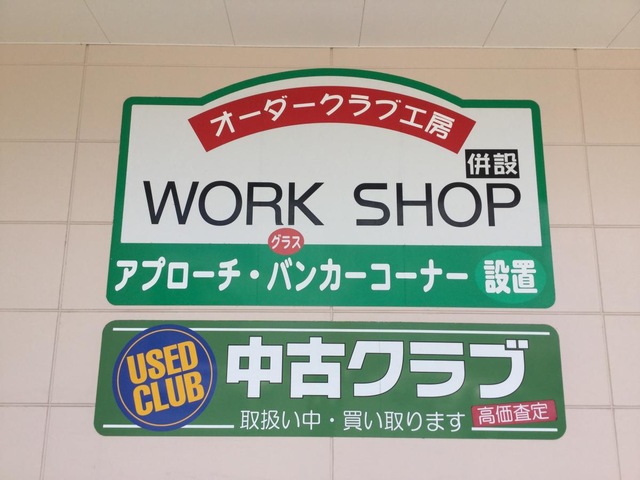 オーダークラブ工房
併設
WORK SHOP
グラス
アプローチ・バンカーコーナー 設置
USED
CLUB
中古クラブ
取扱い中・買い取ります 高価査定